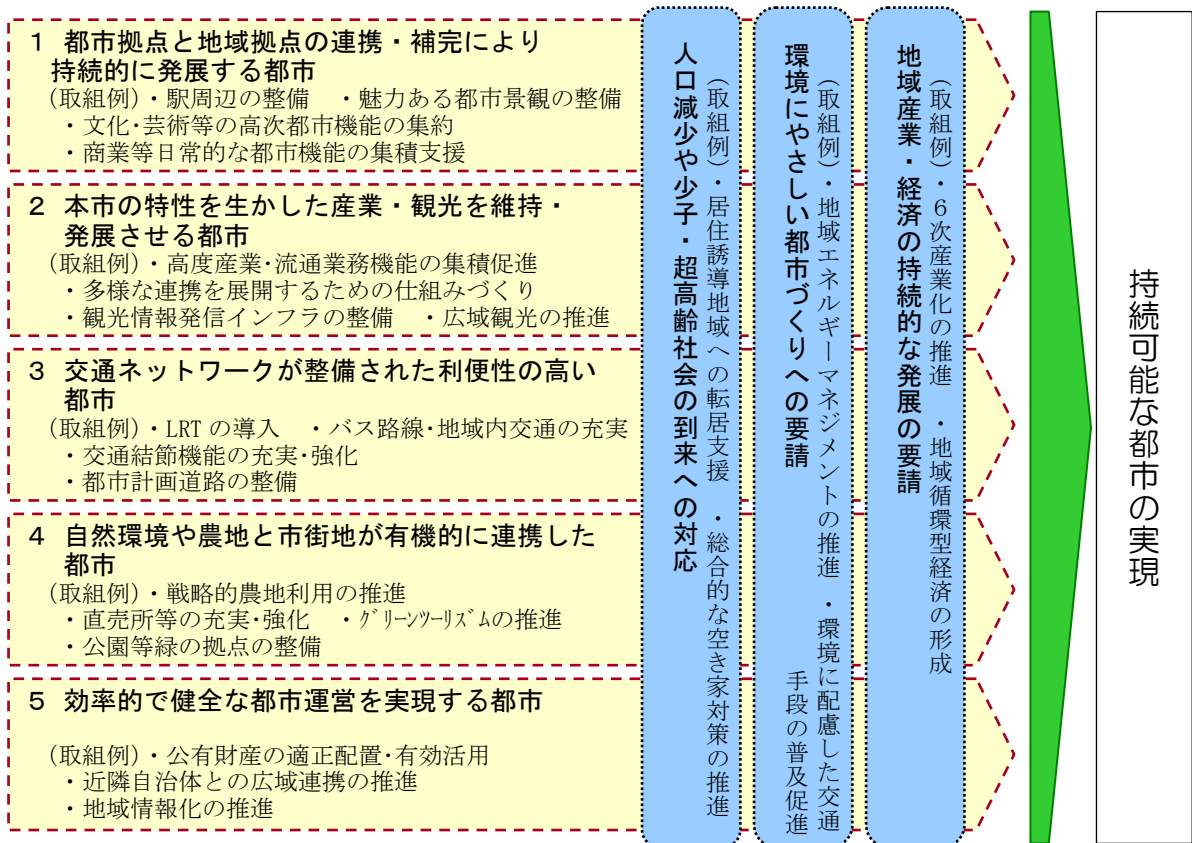 1 都市拠点と地域拠点の連携・補完により
持続的に発展する都市
(取組例)・駅周辺の整備 ・魅力ある都市景観の整備
・文化・芸術等の高次都市機能の集約
・商業等日常的な都市機能の集積支援
2 本市の特性を生かした産業・観光を維持・
発展させる都市
(取組例)・高度産業・流通業務機能の集積促進
・多様な連携を展開するための仕組みづくり
・観光情報発信インフラの整備 ・広域観光の推進
3 交通ネットワークが整備された利便性の高い
都市
(取組例)・LRT の導入 ・バス路線・地域内交通の充実
・交通結節機能の充実・強化
・都市計画道路の整備
4 自然環境や農地と市街地が有機的に連携した
都市
(取組例)・戦略的農地利用の推進
・直売所等の充実・強化 ・グリーンツーリズムの推進
・公園等緑の拠点の整備
5 効率的で健全な都市運営を実現する都市
(取組例)・公有財産の適正配置・有効活用
・近隣自治体との広域連携の推進
・地域情報化の推進
人口減少や少子・超高齢社会の到来への対応
(取組例)・居住誘導地域への転居支援 ・総合的な空き家対策の推進
環境にやさしい都市づくりへの要請
(取組例)・地域エネルギーマネジメントの推進 ・環境に配慮した交通
手段の普及促進
地域産業・経済の持続的な発展の要請
(取組例)・6次産業化の推進 ・地域循環型経済の形成
持続可能な都市の実現